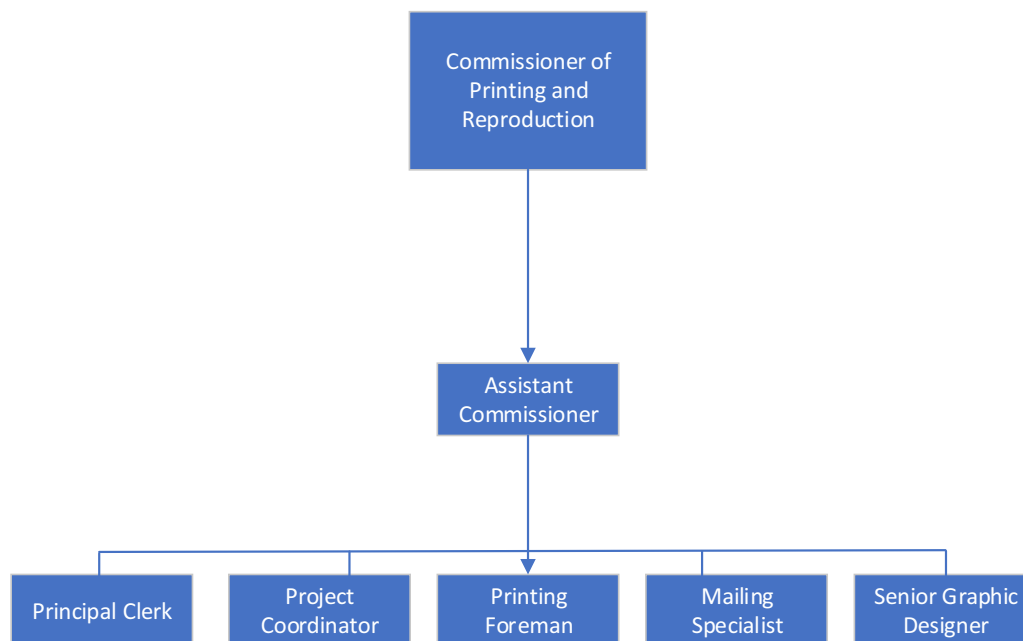 Commissioner of
Printing and
Reproduction
Assistant
Commissioner
Principal Clerk
Project
Coordinator
Printing
Foreman
Mailing
Specialist
Senior Graphic
Designer